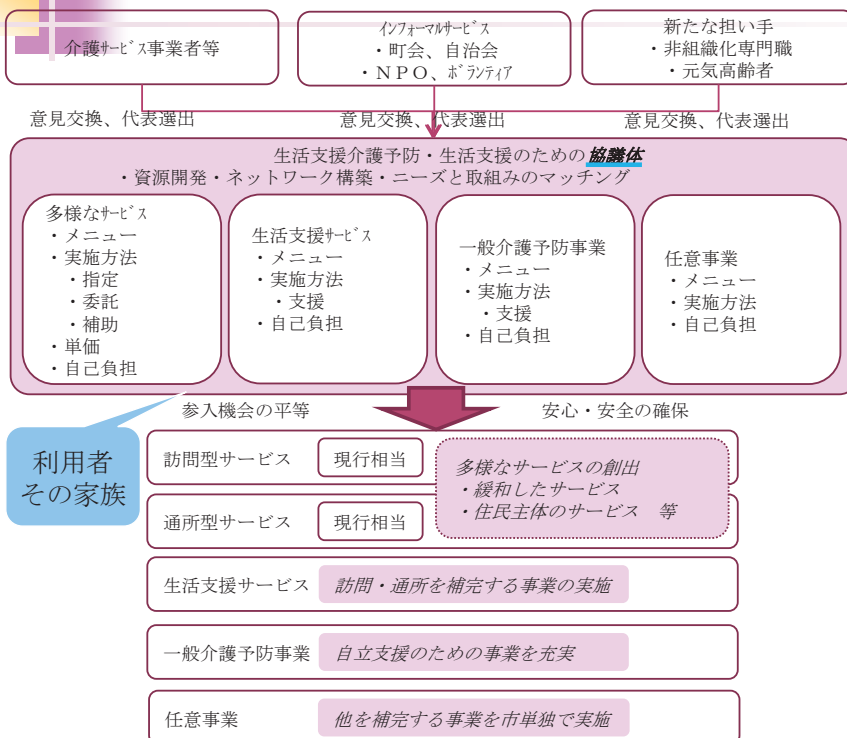 介護ｻｰﾋﾞｽ事業者等
ｲﾝﾌｫｰﾏﾙｻｰﾋﾞｽ
・町会、自治会
・ＮＰＯ、ﾎﾞﾗﾝﾃｨｱ
新たな担い手
・非組織化専門職
・元気高齢者
意見交換、代表選出
意見交換、代表選出
意見交換、代表選出
生活支援介護予防・生活支援のための協議体
・資源開発・ネットワーク構築・ニーズと取組みのマッチング
多様なｻｰﾋﾞｽ
・メニュー
・実施方法
・指定
・委託
・補助
・単価
・自己負担
生活支援ｻｰﾋﾞｽ
・メニュー
・実施方法
・支援
・自己負担
一般介護予防事業
・メニュー
・実施方法
・支援
・自己負担
任意事業
・メニュー
・実施方法
・自己負担
参入機会の平等
安心・安全の確保
利用者
その家族
訪問型サービス
現行相当
多様なサービスの創出
・緩和したサービス
・住民主体のサービス　等
通所型サービス
現行相当
生活支援サービス
訪問・通所を補完する事業の実施
一般介護予防事業
自立支援のための事業を充実
任意事業
他を補完する事業を市単独で実施